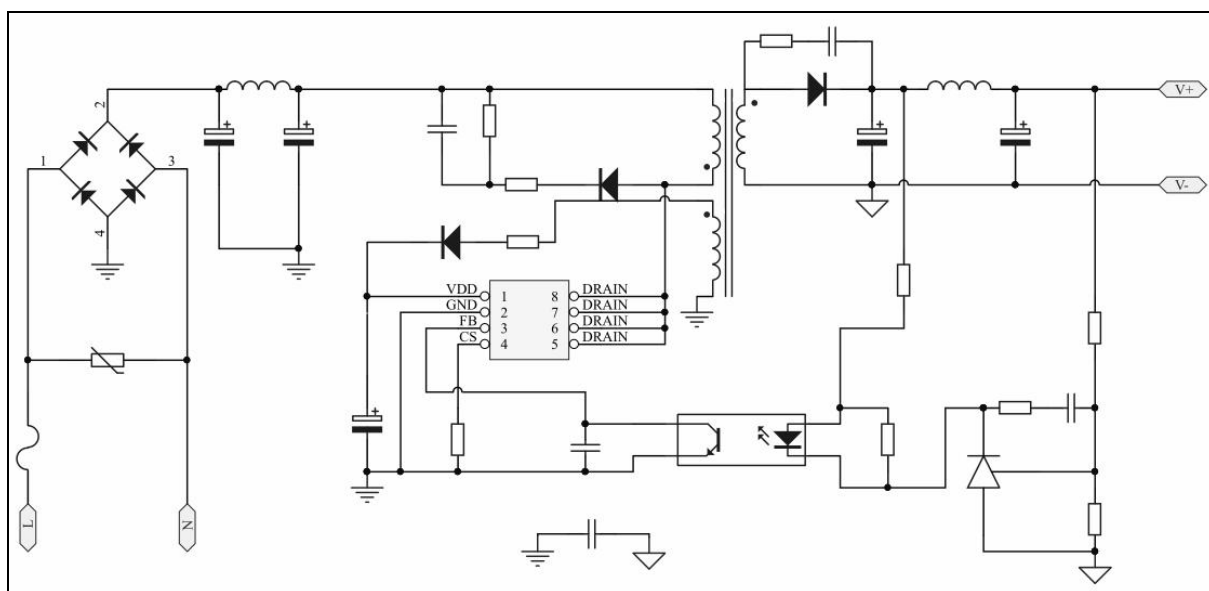 2
+
+
+
+
V+
1
3
4
V-
VDD 1 8 DRAIN
GND 2 7 DRAIN
FB 3 6 DRAIN
CS 4 5 DRAIN
+
L
N